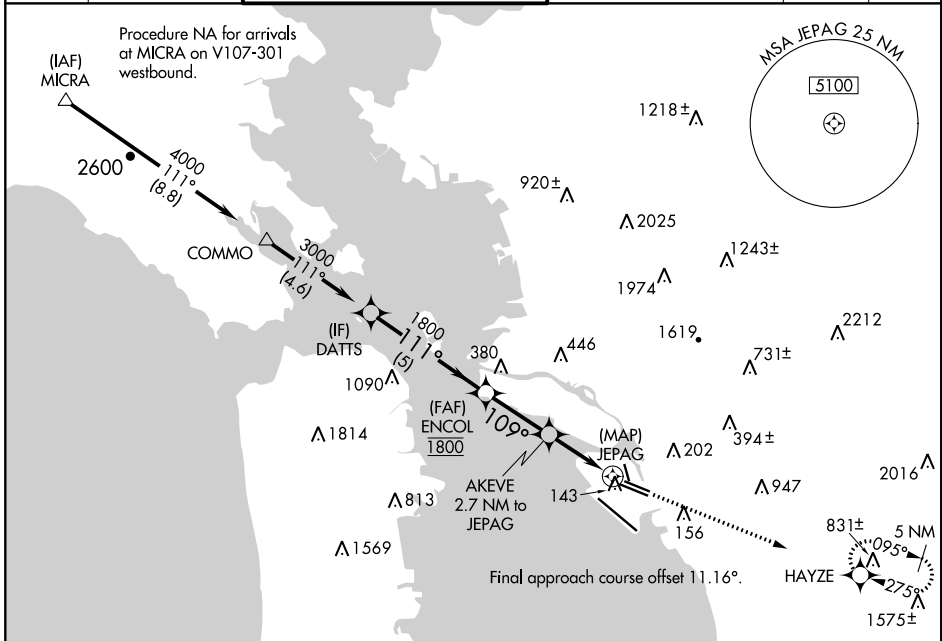 Procedure NA for arrivals
at MICRA on V107-301
westbound.
(IAF)
MICRA
2600
4000
111°
(8.8)
COMMO
3000
111°
(4.6)
(IF)
DATTS
1800
111°
(5)
MSA JEPAG 25 NM
5100
1218±
920±
2025
1243±
1974
1619
2212
731±
446
380
1090
(FAF)
ENCOL
1800
109°
1814
(MAP)
JEPAG
394±
202
2016
AKEVE
2.7 NM to
JEPAG
143
947
813
156
831±
5 NM
095°
1569
Final approach course offset 11.16°.
HAYZE
275°
1575±